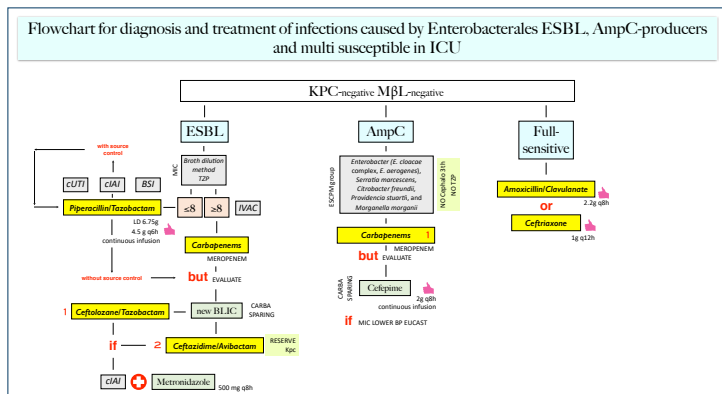 Flowchart for diagnosis and treatment of infections caused by Enterobacterales ESBL, AmpC-producers
and multi susceptible in ICU
KPC-negative MβL-negative
ESBL
AmpC
Full-
sensitive
with source
control
cUTI
cIAI
BSI
MIC
Broth dilution
method
TZP
Piperacillin/Tazobactam
≤8
≥8
IVAC
LD 6.75g
4.5 g q6h
continuous infusion
Carbapenems
MEROPENEM
without source control
but EVALUATE
1 Ceftolozane/Tazobactam
new BLIC
CARBA
SPARING
if
2 Ceftazidime/Avibactam
RESERVE
Kpc
cIAI
Metronidazole
500 mg q8h
ESCPM group
Enterobacter (E. cloacae
complex, E. aerogenes),
Serratia marcescens,
Citrobacter freundii,
Providencia stuartii, and
Morganella morganii
NO Cephalo 3th
NO TZP
Carbapenems 1
MEROPENEM
but EVALUATE
CARBA
SPARING
Cefepime
2g q8h
continuous infusion
if MIC LOWER BP EUCAST
Amoxicillin/Clavulanate
2.2g q8h
or
Ceftriaxone
1g q12h